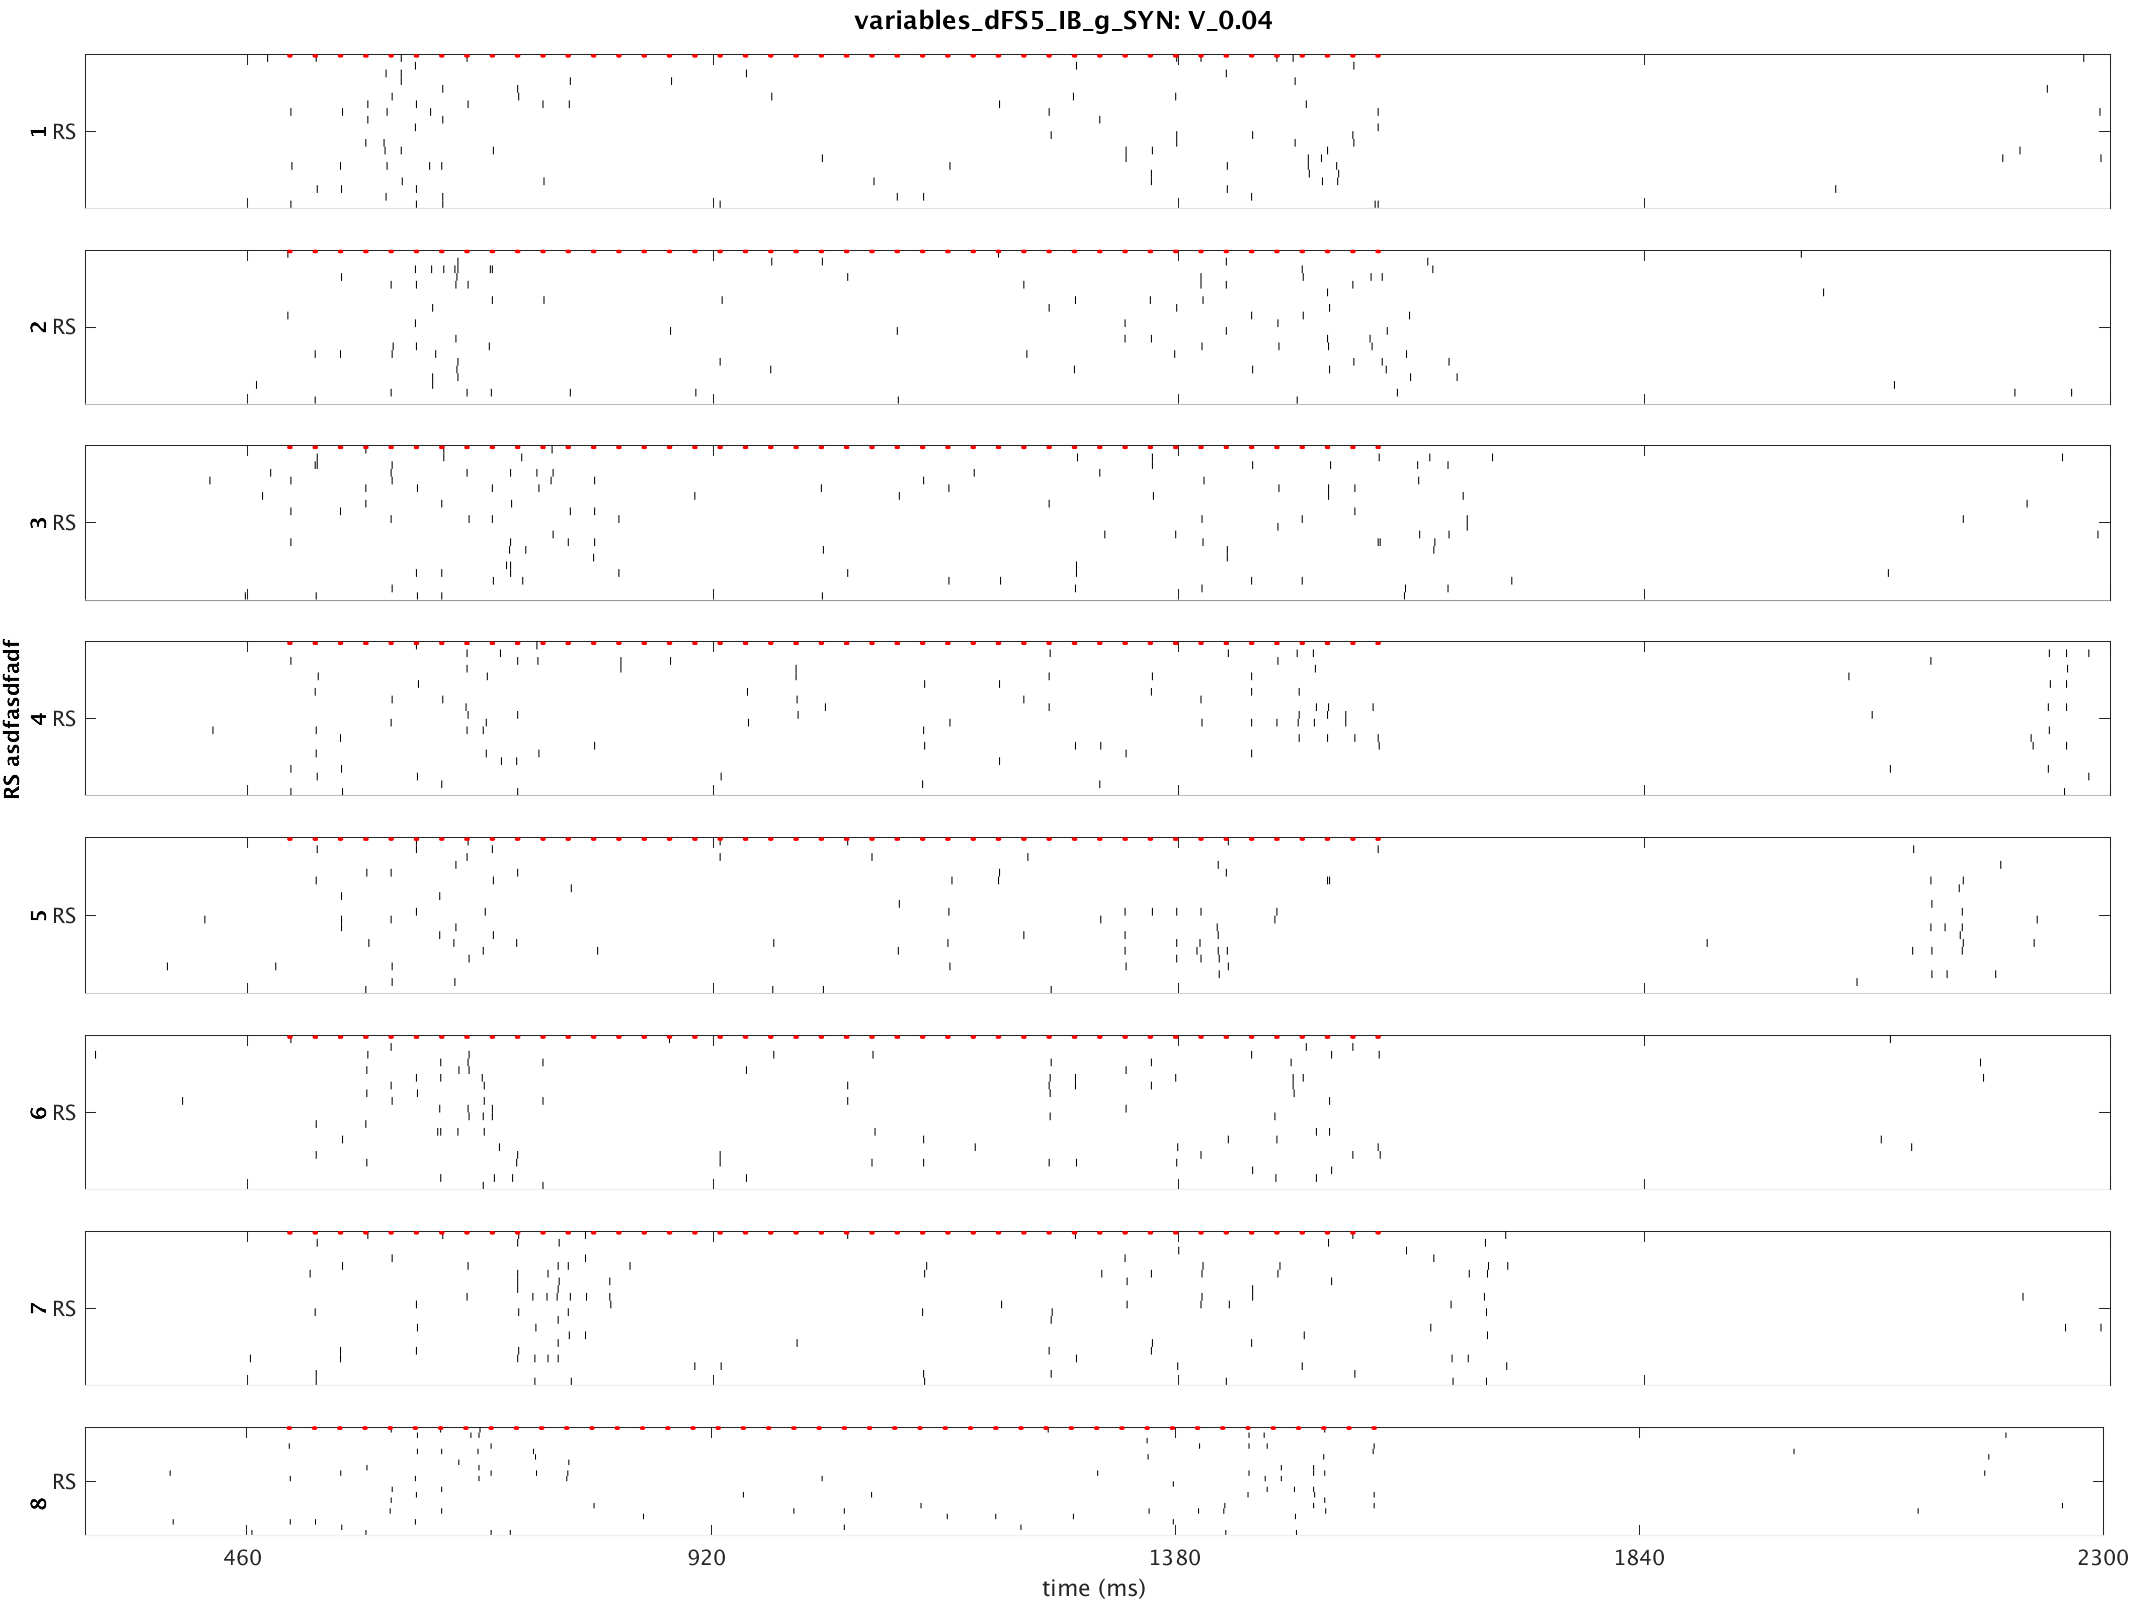 variables_dFS5_IB_g_SYN: V_0.04
RS asdfasdfadf
1 RS
2 RS
3 RS
4 RS
5 RS
6 RS
7 RS
8 RS
460 920 1380 1840 2300
time (ms)